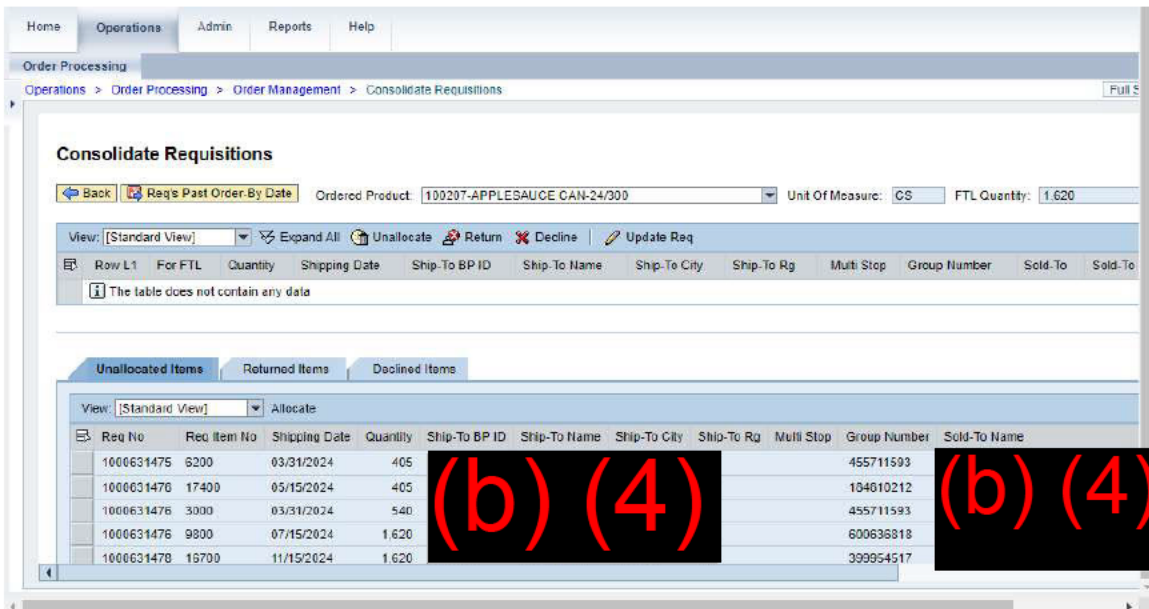 Home Operations Admin Reports Help
Order Processing
Operations > Order Processing > Order Management > Consolidate Requisitions Full S
Consolidate Requisitions
Back Req's Past Order-By Date Ordered Product: 100207-APPLESAUCE CAN-24/300 Unit Of Measure: CS FTL Quantity: 1,620
View: [Standard View] Expand All Unallocate Return Decline Update Req
Row L1 For FTL Quantity Shipping Date Ship-To BP ID Ship-To Name Ship-To City Ship-To Rg Multi Stop Group Number Sold-To Sold-To
The table does not contain any data
Unallocated Items Returned Items Declined Items
View: [Standard View] Allocate
Req No Req Item No Shipping Date Quantity Ship-To BP ID Ship-To Name Ship-To City Ship-To Rg Multi Stop Group Number Sold-To Name
1000631475 6200 03/31/2024 405 455711593
1000631476 17400 05/15/2024 405 184810212
1000631476 3000 03/31/2024 540 455711593
1000631476 9800 07/15/2024 1,620 600636818
1000631478 16700 11/15/2024 1,620 399954517
(b) (4) (b) (4)